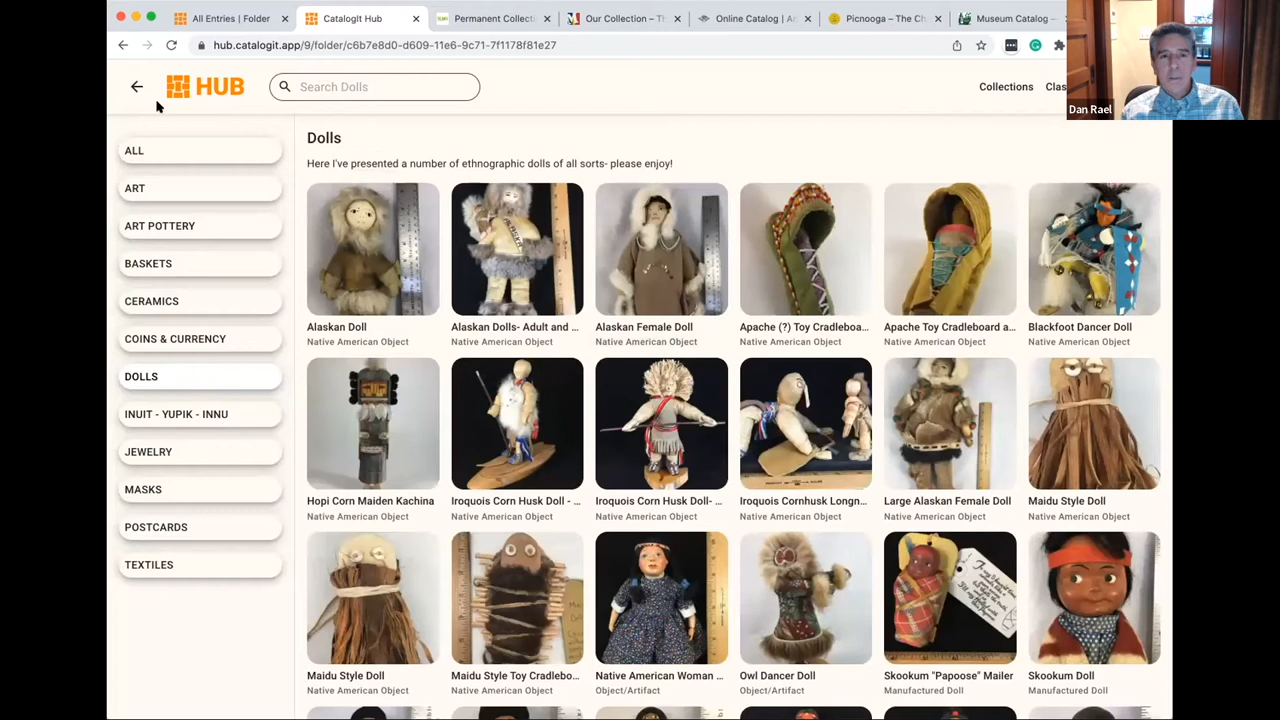 All Entries | Folder
CatalogIt Hub
Permanent Collecti
Our Collection – Th
Online Catalog | A
Picnooga – The Ch
Museum Catalog –
hub.catalogit.app/9/folder/c6b7e8d0-d609-11e6-9c71-7f1178f81e27
HUB
Search Dolls
Collections
Clas
Dan Rael
ALL
ART
ART POTTERY
BASKETS
CERAMICS
COINS & CURRENCY
DOLLS
INUIT - YUPIK - INNU
JEWELRY
MASKS
POSTCARDS
TEXTILES
Dolls
Here I've presented a number of ethnographic dolls of all sorts- please enjoy!
Alaskan Doll
Native American Object
Alaskan Dolls- Adult and ...
Native American Object
Alaskan Female Doll
Native American Object
Apache (?) Toy Cradleboa...
Native American Object
Apache Toy Cradleboard a...
Native American Object
Blackfoot Dancer Doll
Native American Object
Hopi Corn Maiden Kachina
Native American Object
Iroquois Corn Husk Doll - ...
Native American Object
Iroquois Corn Husk Doll- ...
Native American Object
Iroquois Cornhusk Longn...
Native American Object
Large Alaskan Female Doll
Native American Object
Maidu Style Doll
Native American Object
Maidu Style Doll
Native American Object
Maidu Style Toy Cradlebo...
Native American Object
Native American Woman ...
Object/Artifact
Owl Dancer Doll
Object/Artifact
Skookum "Papoose" Mailer
Manufactured Doll
Skookum Doll
Manufactured Doll